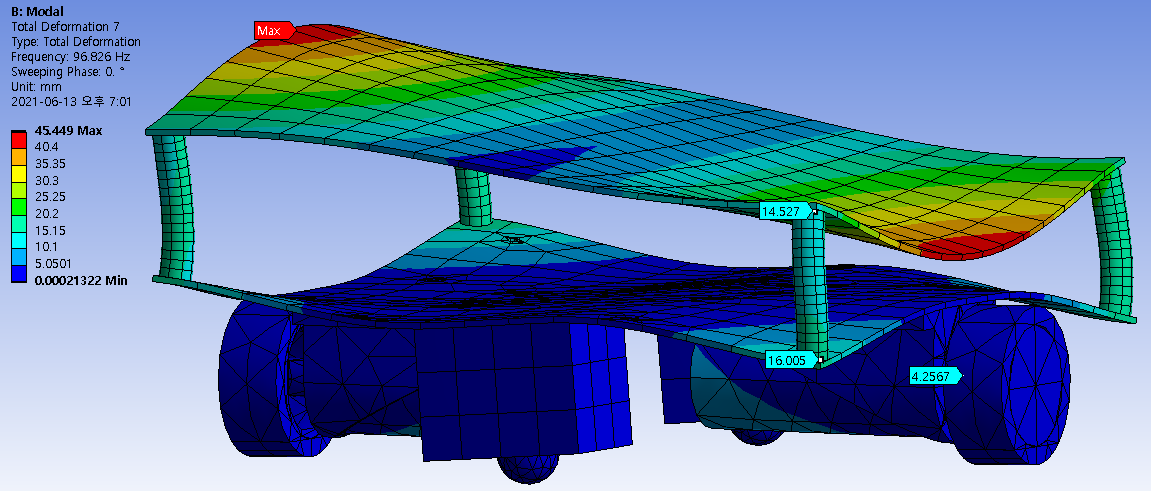 B: Modal
Total Deformation 7
Type: Total Deformation
Frequency: 96.826 Hz
Sweeping Phase: 0. °
Unit: mm
2021-06-13 오후 7:01
45.449 Max
40.4
35.35
30.3
25.25
20.2
15.15
10.1
5.0501
0.00021322 Min
Max
14.527
16.005
4.2567